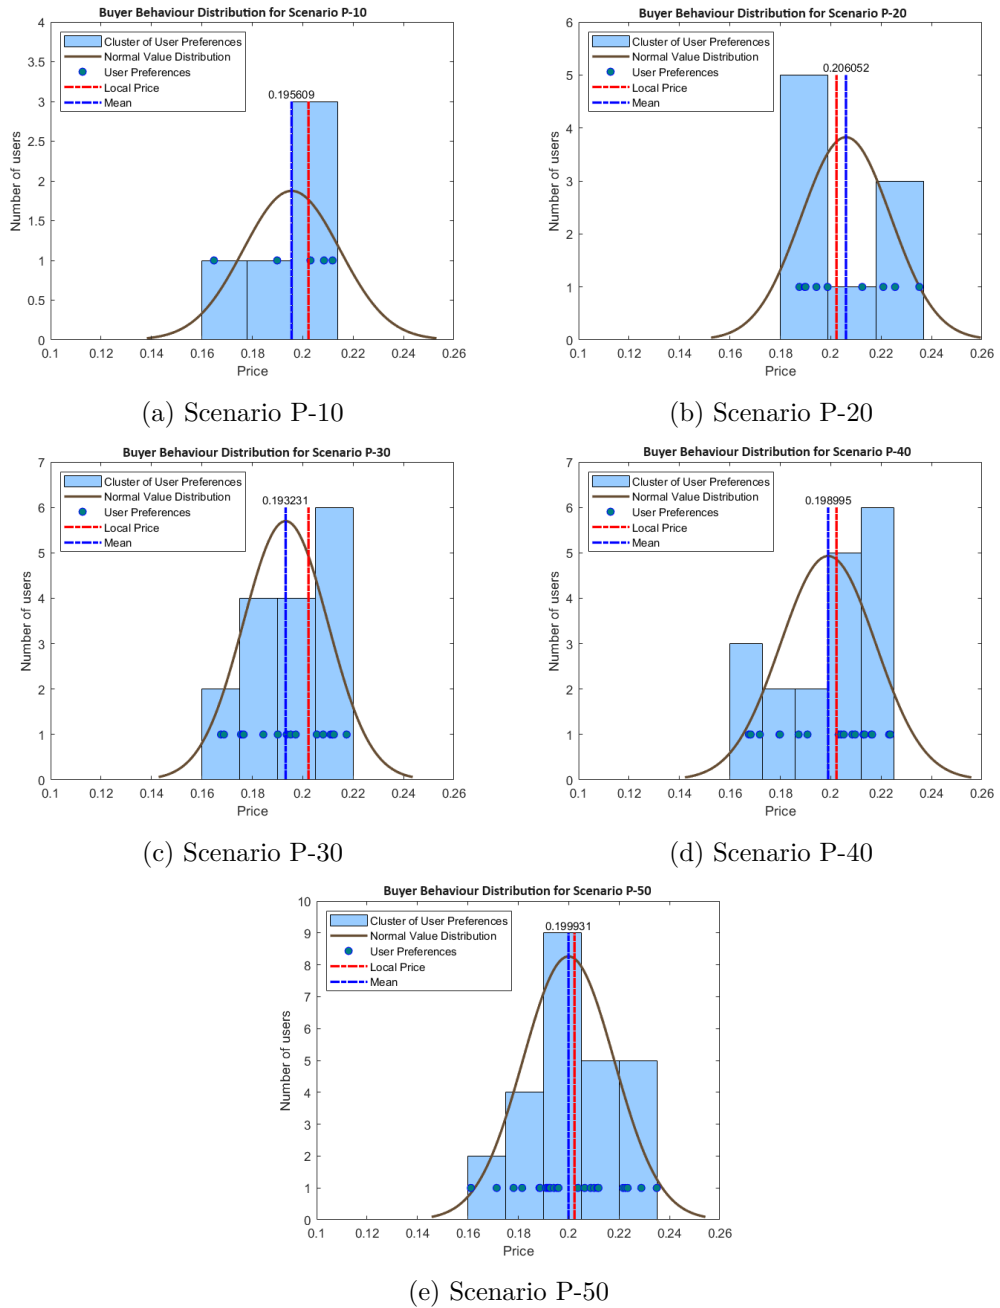 Buyer Behaviour Distribution for Scenario P-10
Cluster of User Preferences
Normal Value Distribution
User Preferences
Local Price
Mean
0.195609
Number of users
4
3.5
3
2.5
2
1.5
1
0.5
0
0.1 0.12 0.14 0.16 0.18 0.2 0.22 0.24 0.26
Price
(a) Scenario P-10
Buyer Behaviour Distribution for Scenario P-20
Cluster of User Preferences
Normal Value Distribution
User Preferences
Local Price
Mean
0.206052
Number of users
6
5
4
3
2
1
0
0.1 0.12 0.14 0.16 0.18 0.2 0.22 0.24 0.26
Price
(b) Scenario P-20
Buyer Behaviour Distribution for Scenario P-30
Cluster of User Preferences
Normal Value Distribution
User Preferences
Local Price
Mean
0.193231
Number of users
7
6
5
4
3
2
1
0
0.1 0.12 0.14 0.16 0.18 0.2 0.22 0.24 0.26
Price
(c) Scenario P-30
Buyer Behaviour Distribution for Scenario P-40
Cluster of User Preferences
Normal Value Distribution
User Preferences
Local Price
Mean
0.198995
Number of users
7
6
5
4
3
2
1
0
0.1 0.12 0.14 0.16 0.18 0.2 0.22 0.24 0.26
Price
(d) Scenario P-40
Buyer Behaviour Distribution for Scenario P-50
Cluster of User Preferences
Normal Value Distribution
User Preferences
Local Price
Mean
0.199931
Number of users
10
9
8
7
6
5
4
3
2
1
0
0.1 0.12 0.14 0.16 0.18 0.2 0.22 0.24 0.26
Price
(e) Scenario P-50